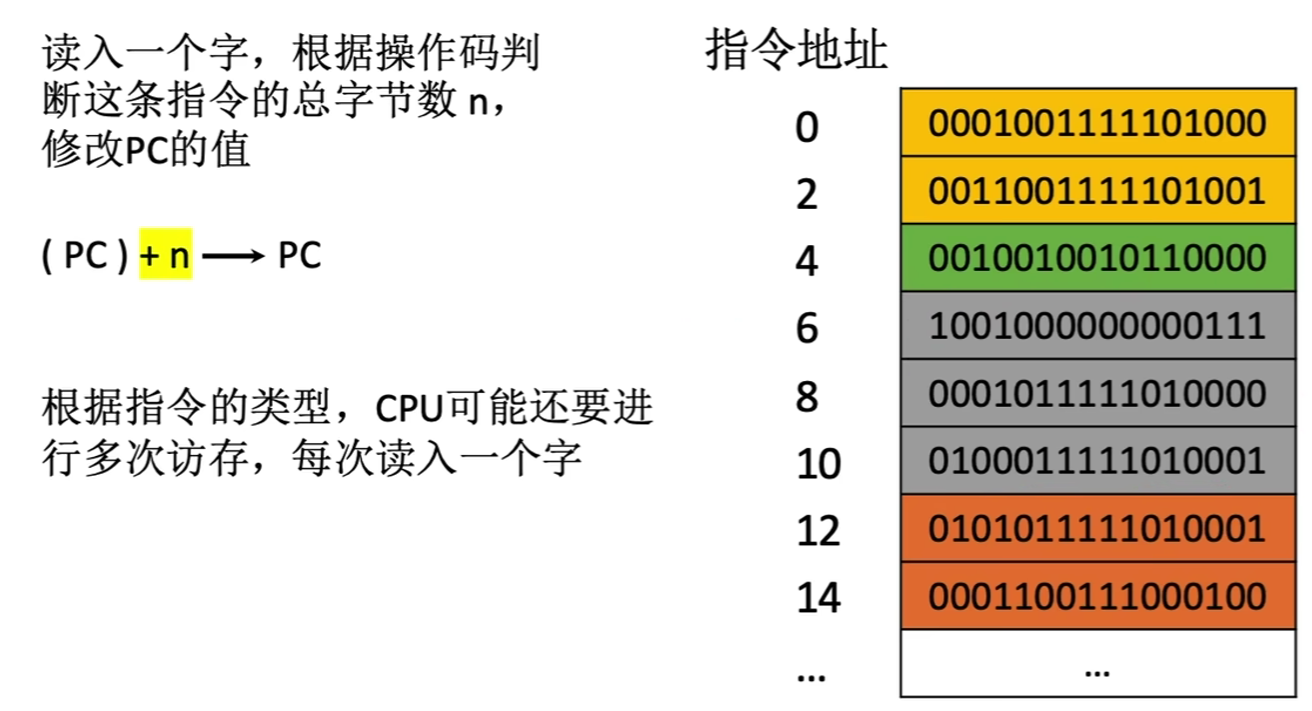 读入一个字，根据操作码判
断这条指令的总字节数 n，
修改PC的值
( PC ) + n → PC
根据指令的类型，CPU可能还要进
行多次访存，每次读入一个字
指令地址
0 0001001111101000
2 0011001111101001
4 0010010010110000
6 1001000000000111
8 0001011111010000
10 0100011111010001
12 0101011111010001
14 0001100111000100
... ...